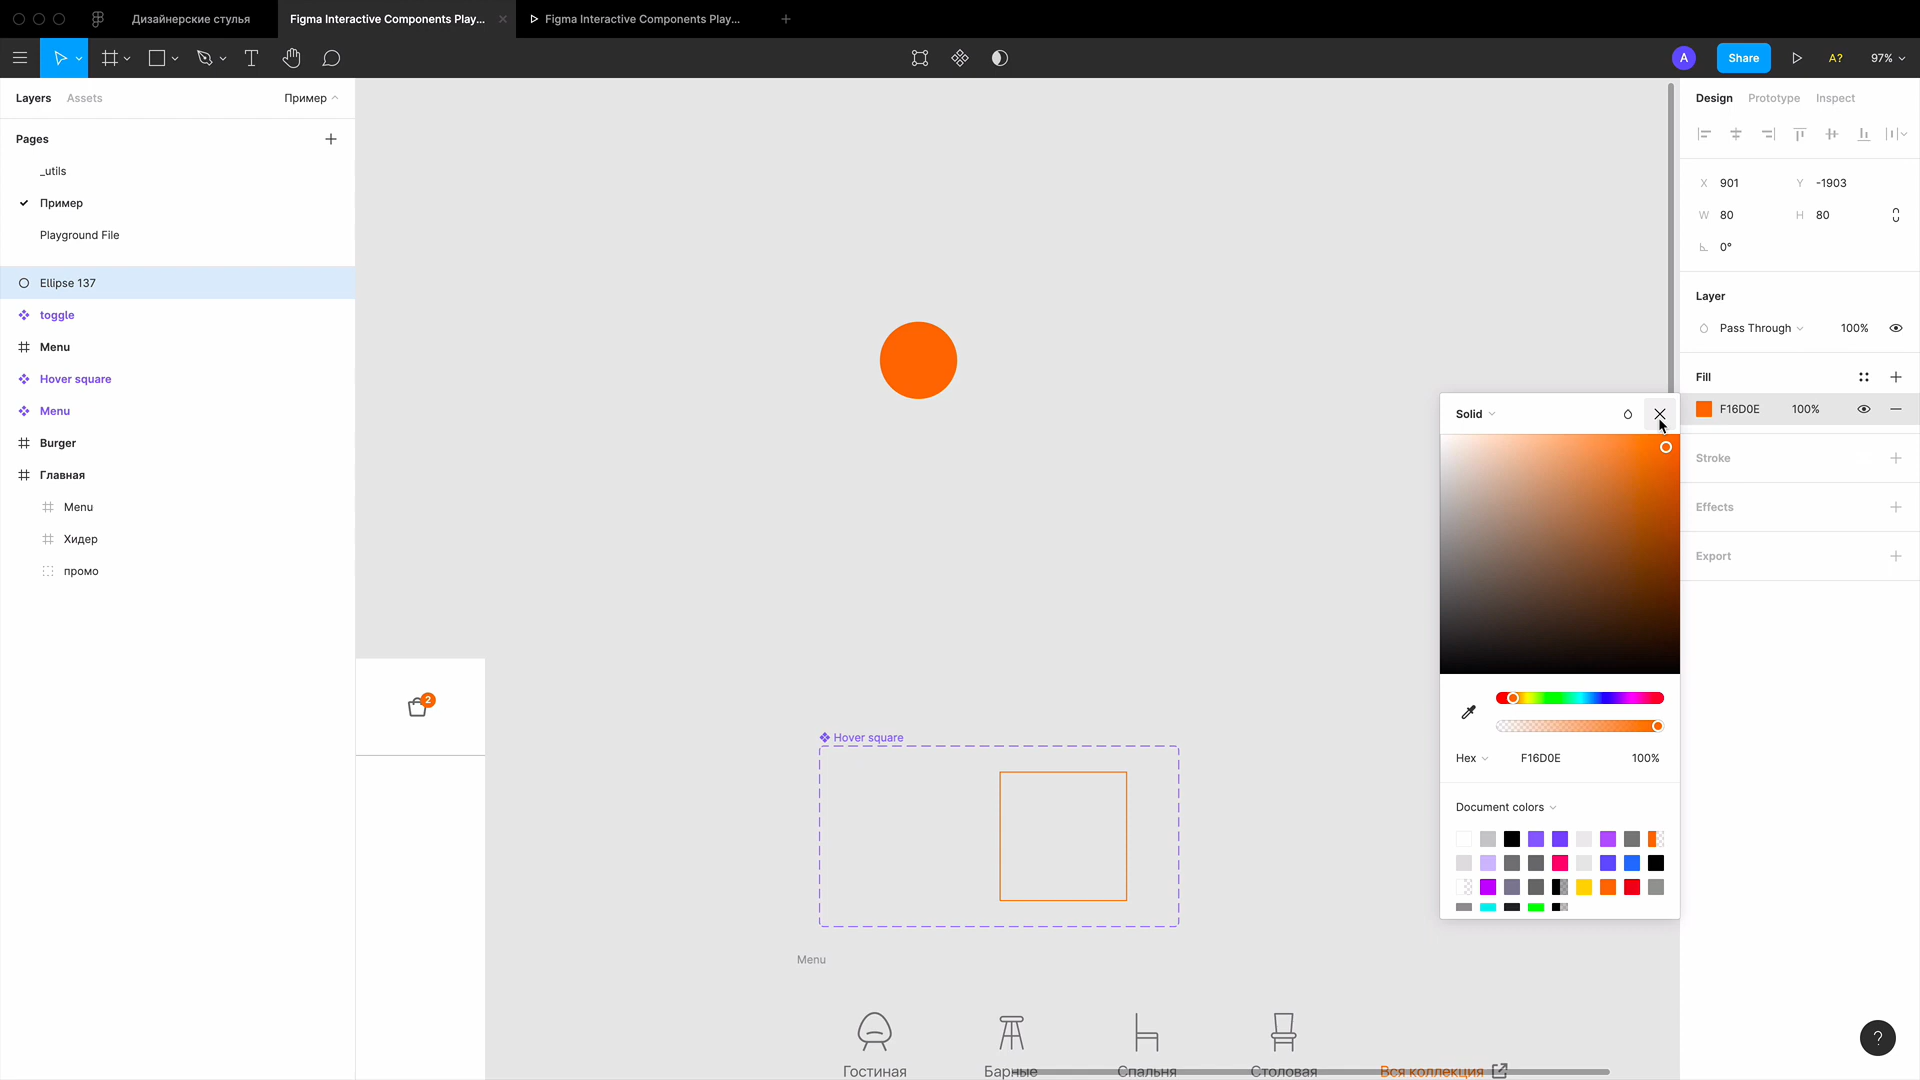 Дизайнерские стулья
Figma Interactive Components Play...
Figma Interactive Components Play...
A
Share
A?
97%
Layers
Assets
Пример
Pages
_utils
Пример
Playground File
Ellipse 137
toggle
Menu
Hover square
Menu
Burger
Главная
Menu
Хидер
промо
2
Hover square
Menu
Гостиная
Барные
Спальня
Столовая
Вся коллекция
Solid
Hex
F16D0E
100%
Document colors
Design
Prototype
Inspect
X 901
Y -1903
W 80
H 80
0°
Layer
Pass Through
100%
Fill
F16D0E
100%
Stroke
Effects
Export
?